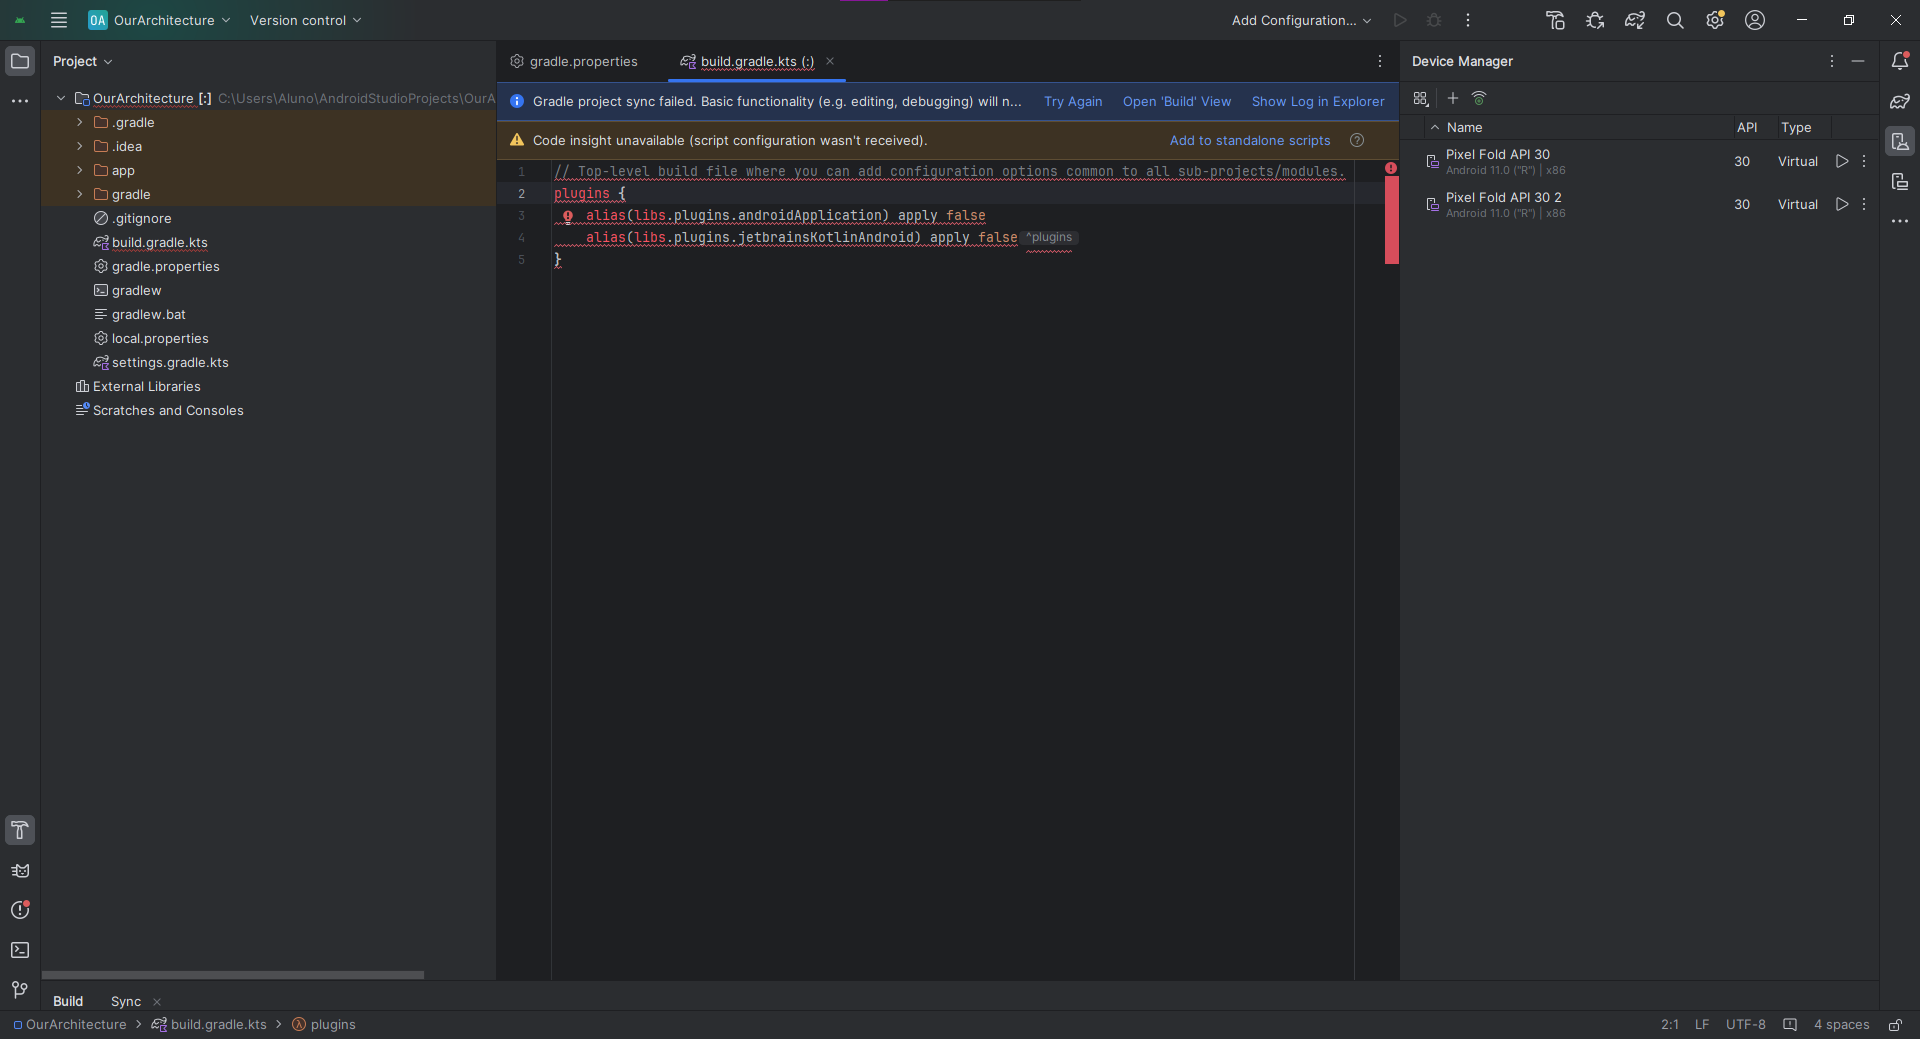 OA OurArchitecture Version control Add Configuration...
Project
gradle.properties build.gradle.kts (:)
Device Manager
OurArchitecture [:] C:\Users\Aluno\AndroidStudioProjects\OurA
.gradle
.idea
app
gradle
.gitignore
build.gradle.kts
gradle.properties
gradlew
gradlew.bat
local.properties
settings.gradle.kts
External Libraries
Scratches and Consoles
Gradle project sync failed. Basic functionality (e.g. editing, debugging) will n... Try Again Open 'Build' View Show Log in Explorer
Code insight unavailable (script configuration wasn't received). Add to standalone scripts
1 // Top-level build file where you can add configuration options common to all sub-projects/modules.
2 plugins {
3 alias(libs.plugins.androidApplication) apply false
4 alias(libs.plugins.jetbrainsKotlinAndroid) apply false ^plugins
5 }
Name API Type
Pixel Fold API 30 30 Virtual
Android 11.0 ("R") | x86
Pixel Fold API 30 2 30 Virtual
Android 11.0 ("R") | x86
Build Sync
OurArchitecture > build.gradle.kts > plugins
2:1 LF UTF-8 4 spaces